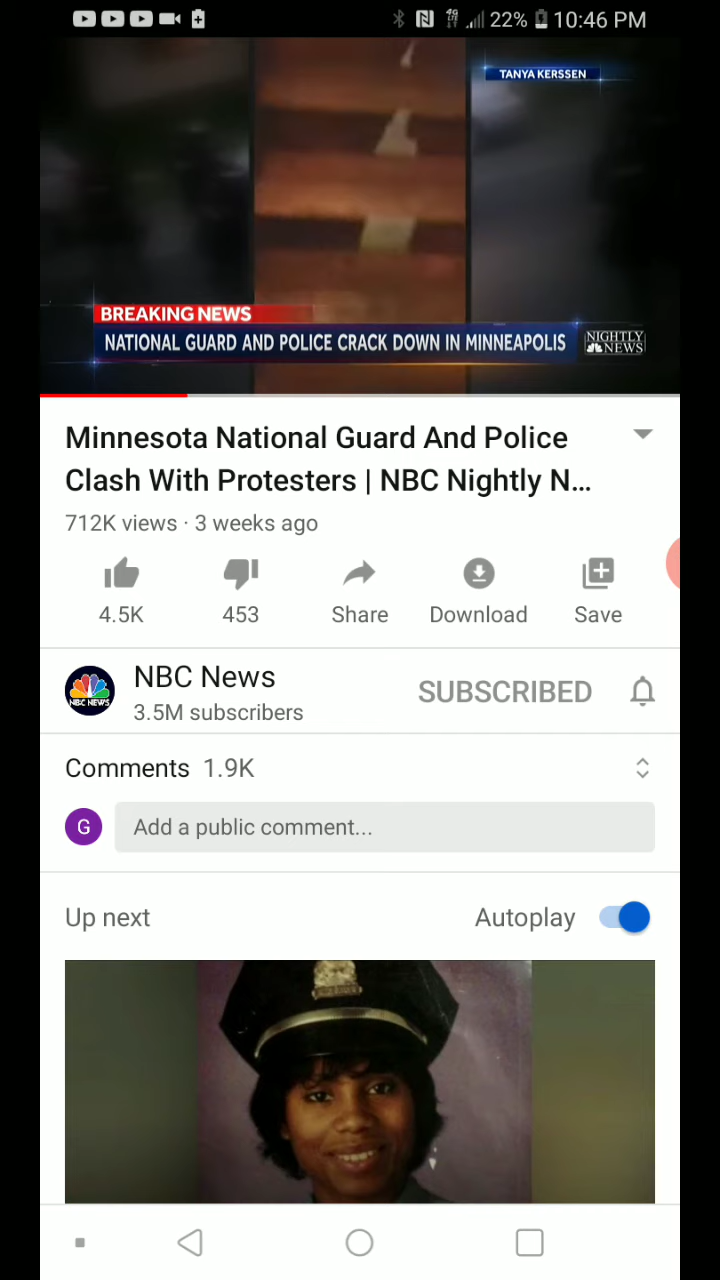 22% 10:46 PM
TANYA KERSSEN
BREAKING NEWS
NATIONAL GUARD AND POLICE CRACK DOWN IN MINNEAPOLIS
NIGHTLY
NEWS
Minnesota National Guard And Police
Clash With Protesters | NBC Nightly N...
712K views · 3 weeks ago
4.5K 453 Share Download Save
NBC News
NBC NEWS
3.5M subscribers
SUBSCRIBED
Comments 1.9K
G Add a public comment...
Up next Autoplay